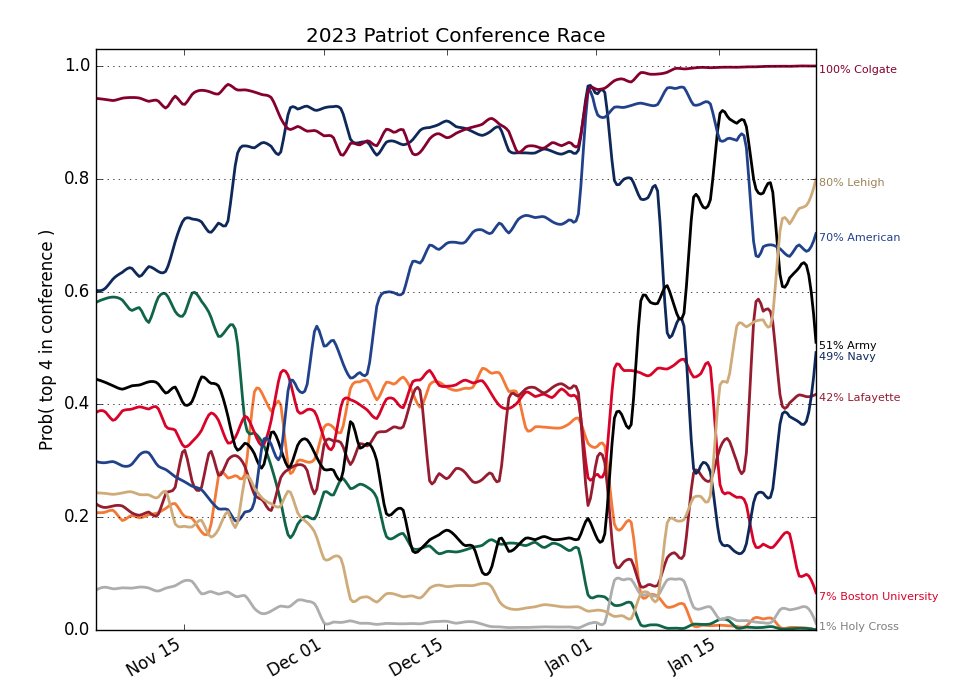 2023 Patriot Conference Race
Prob( top 4 in conference )
1.0
0.8
0.6
0.4
0.2
0.0
Nov 15
Dec 01
Dec 15
Jan 01
Jan 15
100% Colgate
80% Lehigh
70% American
51% Army
49% Navy
42% Lafayette
7% Boston University
1% Holy Cross